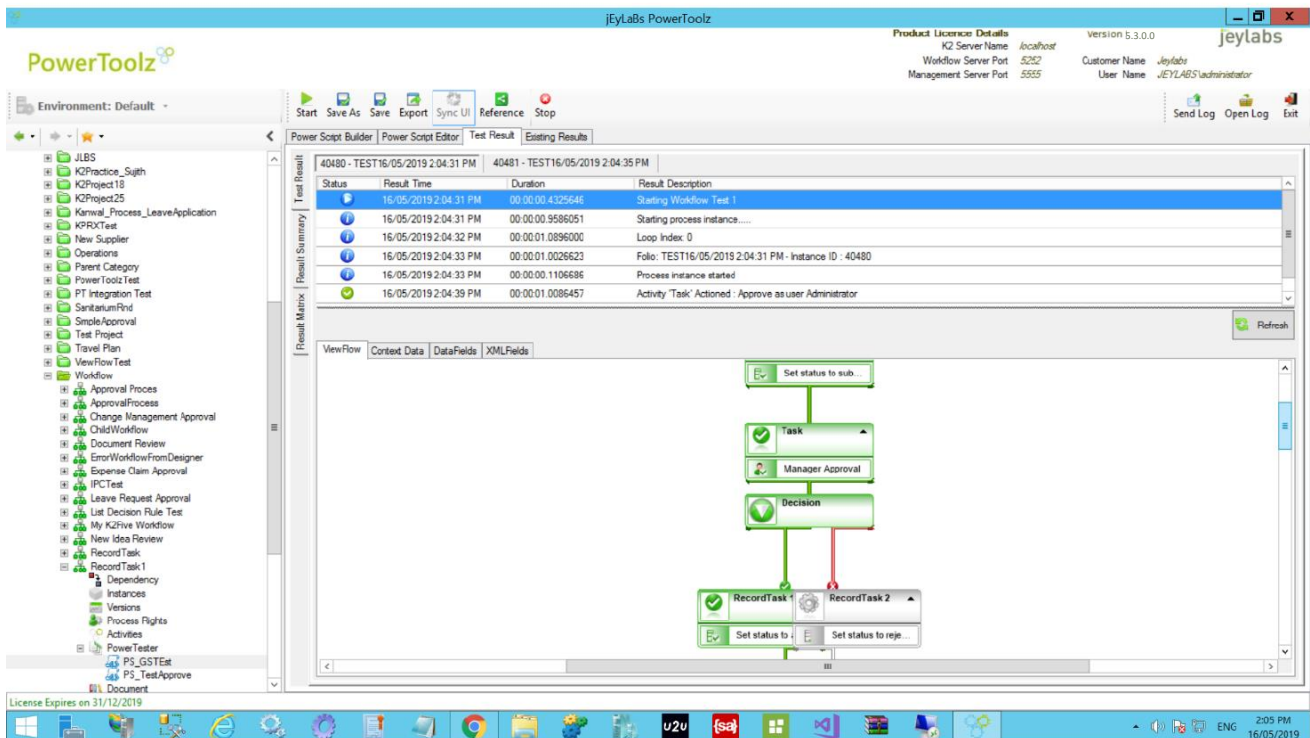 jEyLaBs PowerToolz
PowerToolz
Product Licence Details
K2 Server Name localhost
Workflow Server Port 5252
Management Server Port 5555
Version 5.3.0.0
Customer Name Jeylabs
User Name JEYLABS\administrator
jeylabs
Environment: Default
Start Save As Save Export Sync UI Reference Stop
Send Log Open Log Exit
Power Script Builder Power Script Editor Test Result Existing Results
JLBS
K2Practice_Sujith
K2Project18
K2Project25
Kanwal_Process_LeaveApplication
KPRXTest
New Supplier
Operations
Parent Category
PowerToolzTest
PT Integration Test
SanitariumRnd
SimpleApproval
Test Project
Travel Plan
ViewFlowTest
Workflow
Approval Proces
ApprovalProcess
Change Management Approval
ChildWorkflow
Document Review
ErrorWorkflowFromDesigner
Expense Claim Approval
IPCTest
Leave Request Approval
List Decision Rule Test
My K2Five Workflow
New Idea Review
RecordTask
RecordTask1
Dependency
Instances
Versions
Process Rights
Activities
PowerTester
PS_GSTEst
PS_TestApprove
Document
Test Result
Result Summary
Result Matrix
40480 - TEST16/05/2019 2:04:31 PM 40481 - TEST16/05/2019 2:04:35 PM
Status Result Time Duration Result Description
16/05/2019 2:04:31 PM 00:00:00.4325646 Starting Workflow Test 1
16/05/2019 2:04:31 PM 00:00:00.9586051 Starting process instance.....
16/05/2019 2:04:32 PM 00:00:01.0896000 Loop Index: 0
16/05/2019 2:04:33 PM 00:00:01.0026623 Folio: TEST16/05/2019 2:04:31 PM - Instance ID : 40480
16/05/2019 2:04:33 PM 00:00:00.1106686 Process instance started
16/05/2019 2:04:39 PM 00:00:01.0086457 Activity 'Task' Actioned : Approve as user Administrator
Refresh
ViewFlow Context Data DataFields XMLFields
Set status to sub...
Task
Manager Approval
Decision
RecordTask 1 RecordTask 2
Set status to Set status to reje...
License Expires on 31/12/2019
u2u {sa}
ENG 2:05 PM
16/05/2019